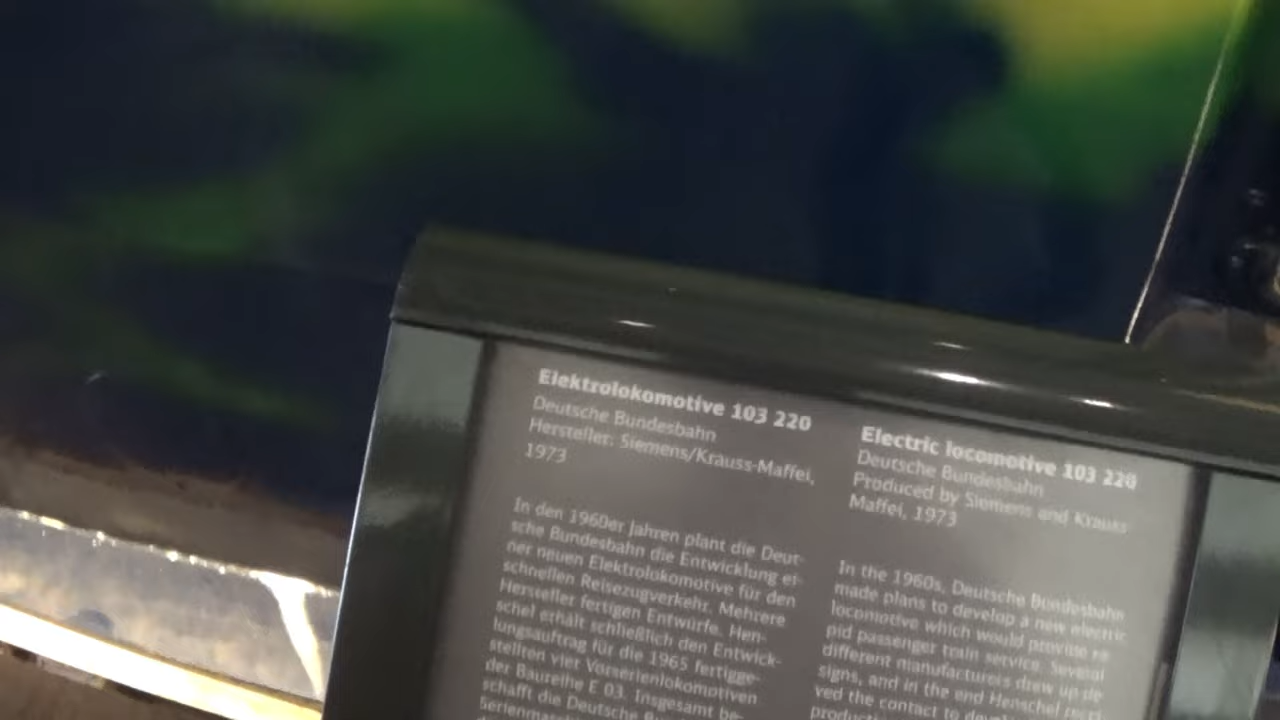 Elektrolokomotive 103 220
Deutsche Bundesbahn
Hersteller: Siemens/Krauss-Maffei,
1973
In den 1960er Jahren plant die Deut-
sche Bundesbahn die Entwicklung ei-
ner neuen Elektrolokomotive für den
schnellen Reisezugverkehr. Mehrere
Hersteller fertigen Entwürfe. Hen-
schel erhält schließlich den Entwick-
lungsauftrag für die 1965 fertigge-
stellten vier Vorserienlokomotiven
der Baureihe E 03. Insgesamt be-
schafft die Deutsche
Electric locomotive 103 220
Deutsche Bundesbahn
Produced by Siemens and Krauss-
Maffei, 1973
In the 1960s, Deutsche Bundesbahn
made plans to develop a new electric
locomotive which would provide ra-
pid passenger train service. Several
different manufacturers drew up de-
signs, and in the end Henschel
ved the contact to